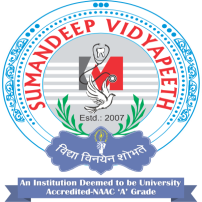 SUMANDEEP VIDYAPEETH
Estd.: 2007
विद्या विनयेन शोभते
An Institution Deemed to be University
Accredited-NAAC 'A' Grade